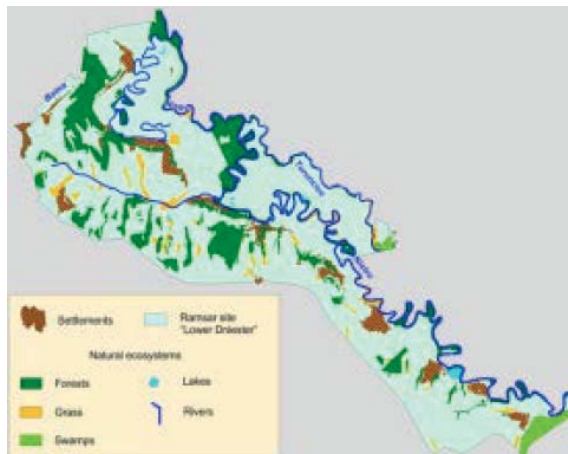 Settlements
Ramsar site
"Lower Dniester"
Natural ecosystems
Forests
Lakes
Grass
Rivers
Swamps